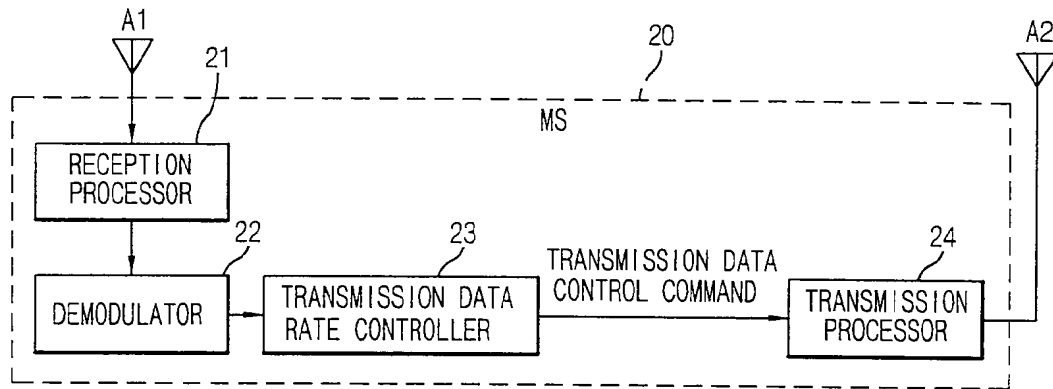 A1
A2
21
20
MS
RECEPTION
PROCESSOR
22
23
24
DEMODULATOR
TRANSMISSION DATA
RATE CONTROLLER
TRANSMISSION DATA
CONTROL COMMAND
TRANSMISSION
PROCESSOR